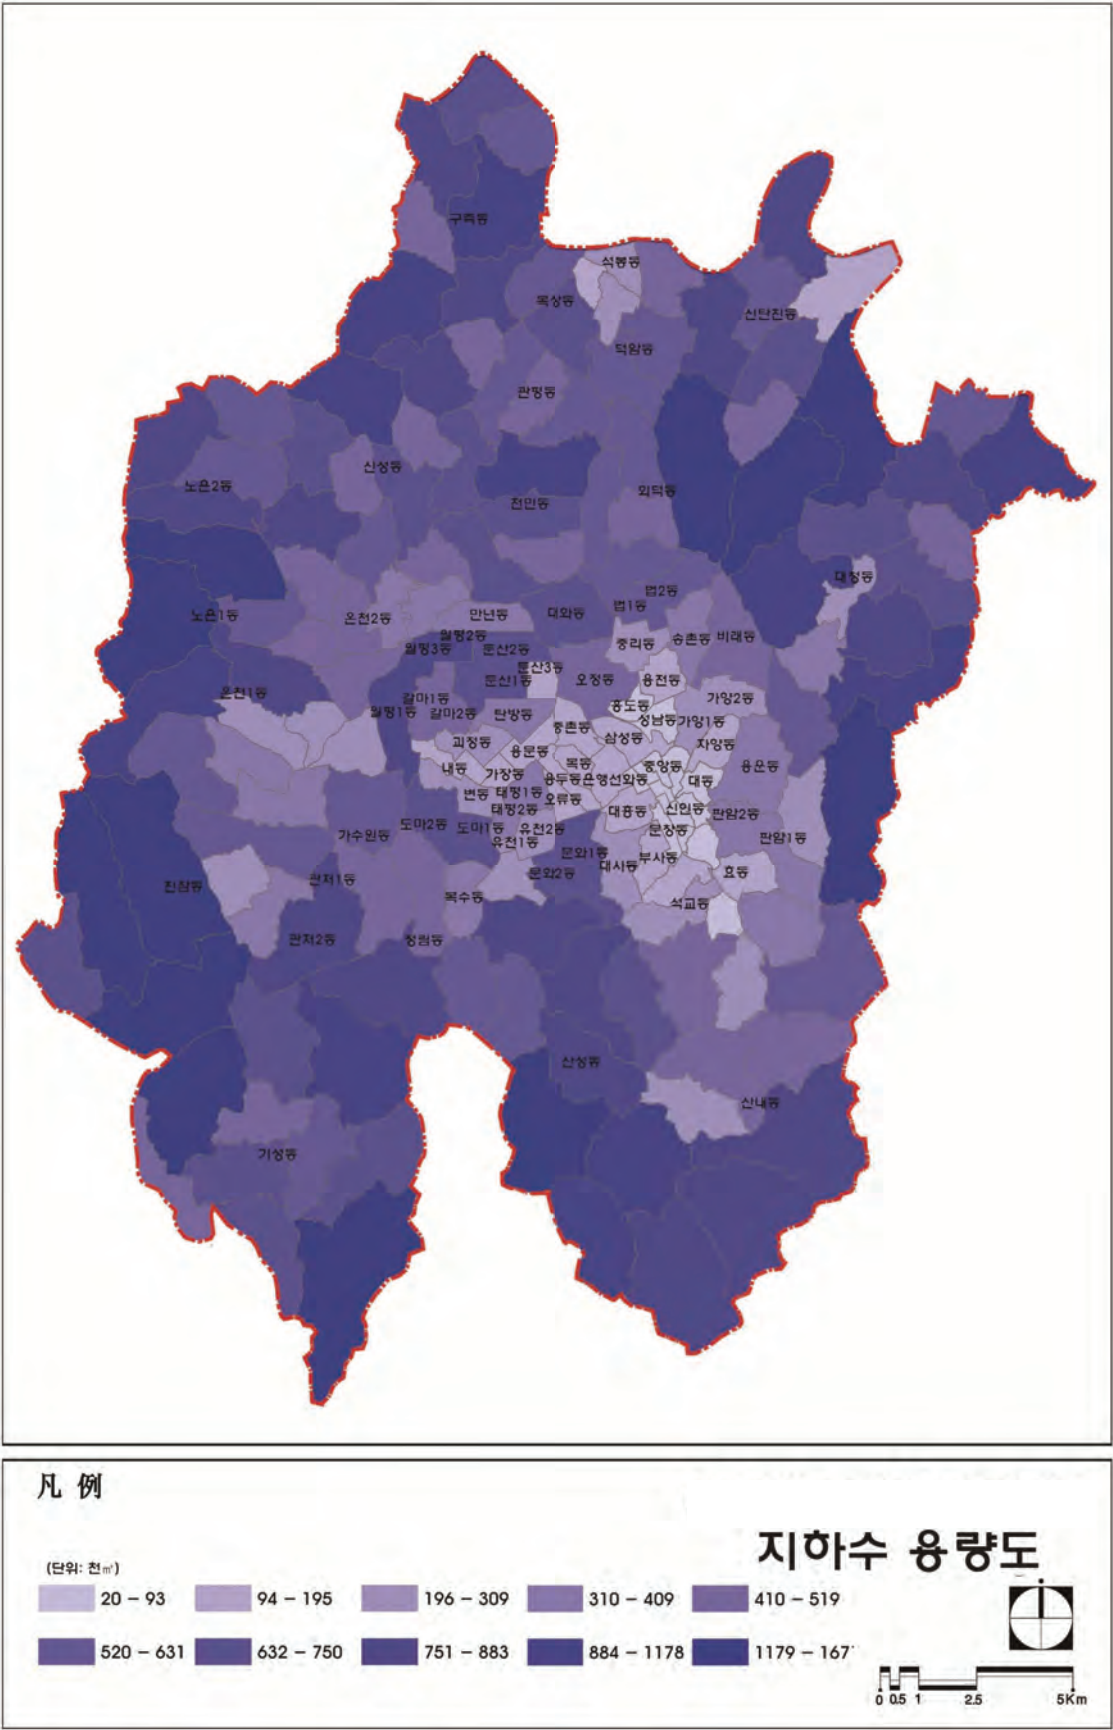 구즉동
석봉동
목상동
신탄진동
덕암동
관평동
신성동
노은2동
회덕동
전민동
대청동
법2동
법1동
노은1동
온천2동
만년동
대화동
월평2동
중리동
송촌동 비래동
월평3동
둔산2동
둔산3동
둔산1동
오정동
용전동
온천1동
갈마1동
가양2동
홍도동
월평1동
갈마2동
탄방동
성남동
가양1동
중촌동
삼성동
괴정동
자양동
용문동
내동
가장동
목동
중앙동
용운동
용두동
은행선화동
대동
변동
태평1동
오류동
태평2동
대흥동
신인동
판암2동
가수원동
도마2동
도마1동
유천2동
문창동
판암1동
유천1동
문화1동
부사동
대사동
진잠동
관저1동
문화2동
효동
복수동
석교동
관저2동
정림동
산성동
산내동
기성동
凡 例
지하수 용량도
(단위: 천㎥)
20 – 93
94 – 195
196 – 309
310 – 409
410 – 519
520 – 631
632 – 750
751 – 883
884 – 1178
1179 – 167
0 0.5 1 2.5 5Km